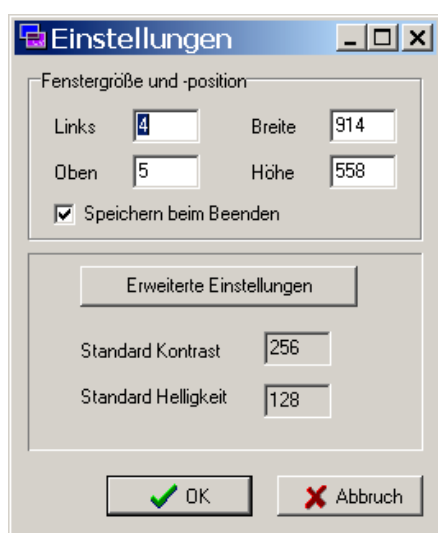 Einstellungen
Fenstergröße und -position
Links 4 Breite 914
Oben 5 Höhe 558
Speichern beim Beenden
Erweiterte Einstellungen
Standard Kontrast 256
Standard Helligkeit 128
OK Abbruch